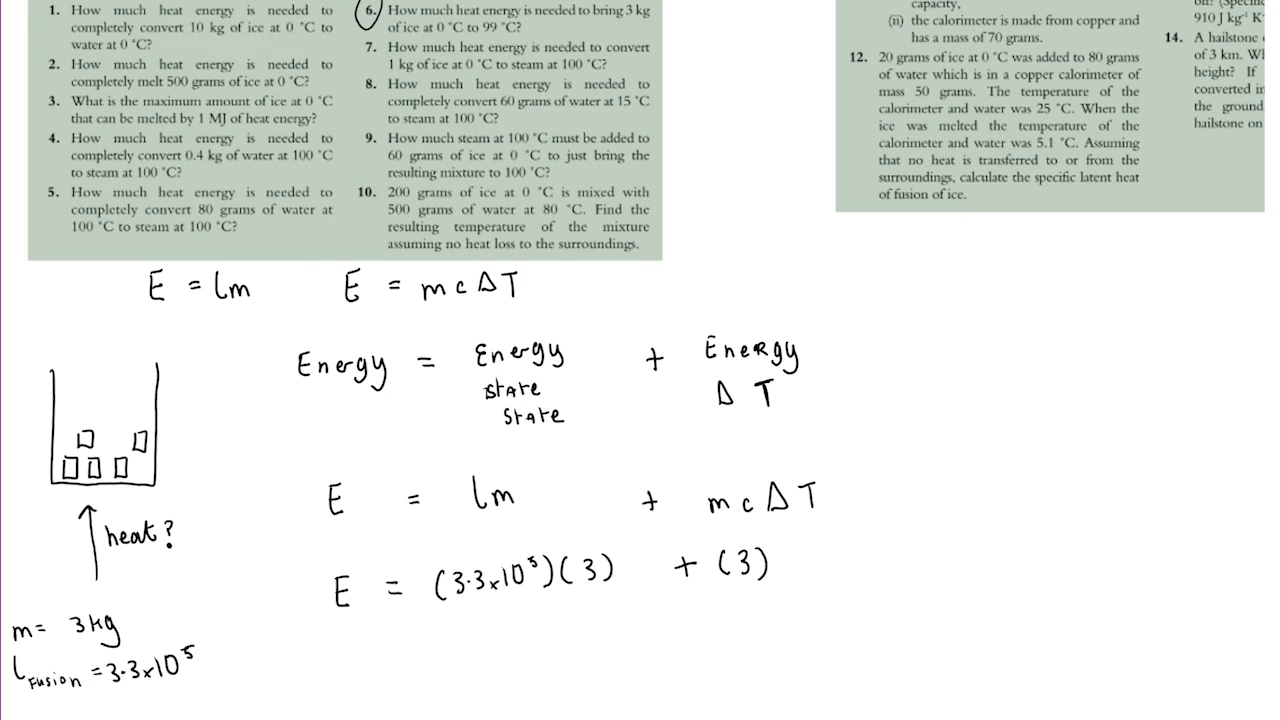 1. How much heat energy is needed to
completely convert 10 kg of ice at 0 °C to
water at 0 °C?
2. How much heat energy is needed to
completely melt 500 grams of ice at 0 °C?
3. What is the maximum amount of ice at 0 °C
that can be melted by 1 MJ of heat energy?
4. How much heat energy is needed to
completely convert 0.4 kg of water at 100 °C
to steam at 100 °C?
5. How much heat energy is needed to
completely convert 80 grams of water at
100 °C to steam at 100 °C?
6. How much heat energy is needed to bring 3 kg
of ice at 0 °C to 99 °C?
7. How much heat energy is needed to convert
1 kg of ice at 0 °C to steam at 100 °C?
8. How much heat energy is needed to
completely convert 60 grams of water at 15 °C
to steam at 100 °C?
9. How much steam at 100 °C must be added to
60 grams of ice at 0 °C to just bring the
resulting mixture to 100 °C?
10. 200 grams of ice at 0 °C is mixed with
500 grams of water at 80 °C. Find the
resulting temperature of the mixture
assuming no heat loss to the surroundings.
capacity,
(ii) the calorimeter is made from copper and
has a mass of 70 grams.
12. 20 grams of ice at 0 °C was added to 80 grams
of water which is in a copper calorimeter of
mass 50 grams. The temperature of the
calorimeter and water was 25 °C. When the
ice was melted the temperature of the
calorimeter and water was 5.1 °C. Assuming
that no heat is transferred to or from the
surroundings, calculate the specific latent heat
of fusion of ice.
910 J kg⁻¹ K
14. A hailstone
of 3 km.
height? If
converted in
the ground
hailstone on
E = lm E = mcΔT
Energy = Energy + Energy
state ΔT
state
E = lm + mcΔT
heat?
E = (3.3x10⁵)(3) + (3)
m= 3kg
L Fusion = 3.3x10⁵